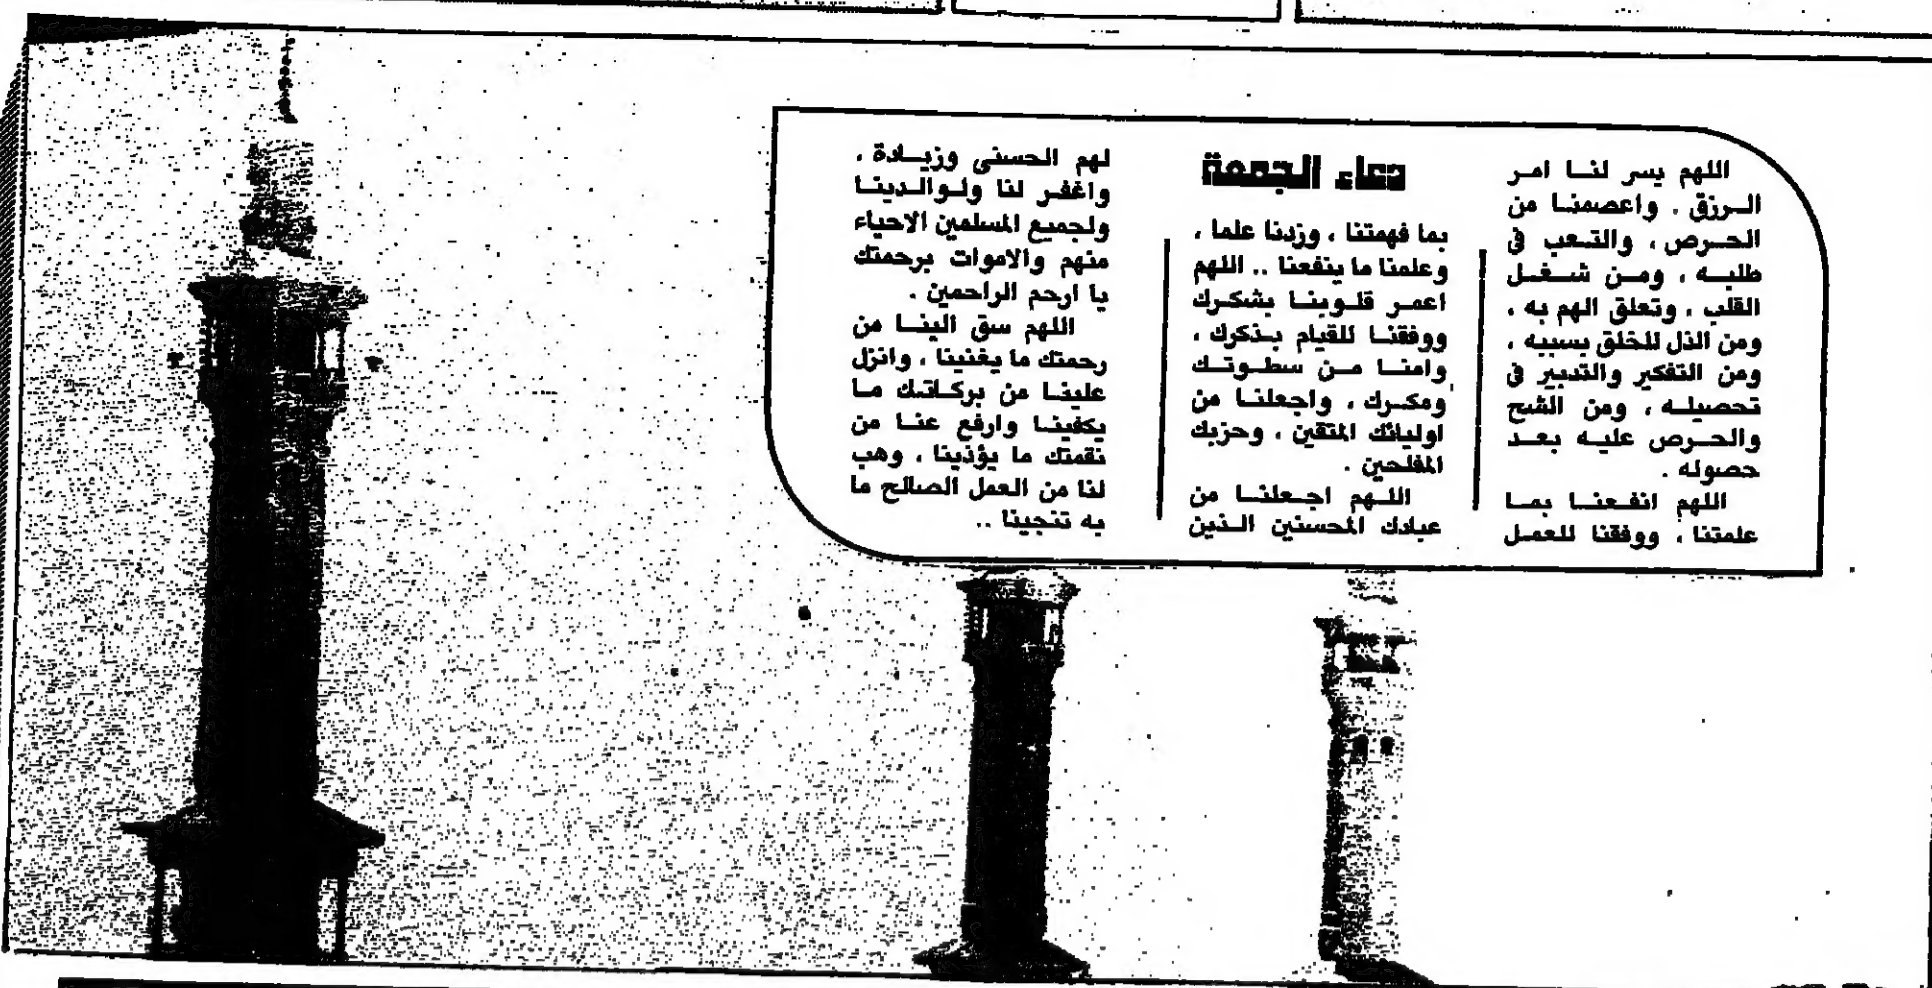 دعاء الجمعة
اللهم يسر لنا امر
الرزق . واعصمنا من
الحرص ، والتعب في
طلبه ، ومن شغل
القلب ، وتعلق الهم به ،
ومن الذل للخلق بسببه ،
ومن التفكير والتدبير في
تحصيله ، ومن الشح
والحرص عليه بعد
حصوله .
اللهم انفعنا بما
علمتنا ، ووفقنا للعمل
بما فهمتنا ، وزدنا علما ،
وعلمنا ما ينفعنا .. اللهم
اعمر قلوبنا بشكرك
ووفقنا للقيام بذكرك ،
وامنا من سطوتك
ومكرك ، واجعلنا من
اوليائك المتقين ، وحزبك
المفلحين .
اللهم اجعلنا من
عبادك المحسنين الذين
لهم الحسنى وزيادة ،
واغفر لنا ولوالدينا
ولجميع المسلمين الاحياء
منهم والاموات برحمتك
يا ارحم الراحمين .
اللهم سق الينا من
رحمتك ما يغنينا ، وانزل
علينا من بركاتك ما
يكفينا وارفع عنا من
نقمتك ما يؤذينا ، وهب
لنا من العمل الصالح ما
به تنجينا ..